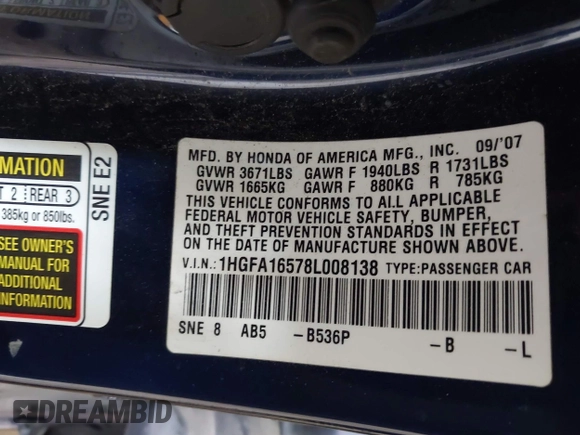 MFD. BY HONDA OF AMERICA MFG., INC. 09/'07
GVWR 3671LBS GAWR F 1940LBS R 1731LBS
GVWR 1665KG GAWR F 880KG R 785KG
THIS VEHICLE CONFORMS TO ALL APPLICABLE
FEDERAL MOTOR VEHICLE SAFETY, BUMPER,
AND THEFT PREVENTION STANDARDS IN EFFECT
ON THE DATE OF MANUFACTURE SHOWN ABOVE.
V.I.N.: 1HGFA16578L008138 TYPE:PASSENGER CAR
SNE 8 AB5 -B536P -B -L
MATION
T 2 REAR 3
385kg or 850lbs.
SEE OWNER'S
MANUAL FOR
ADDITIONAL
INFORMATION
SNE E2
DREAMBID